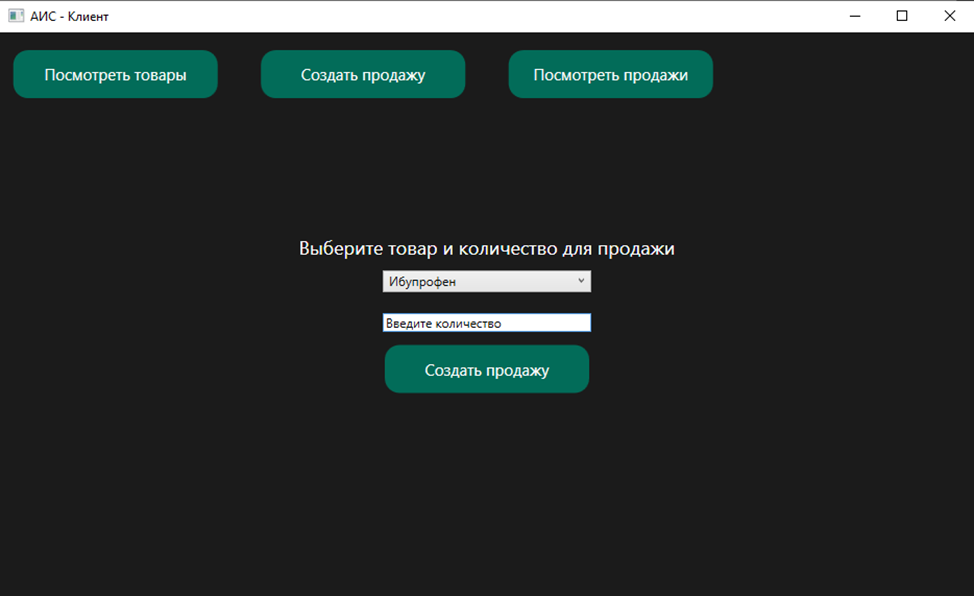 АИС - Клиент
Посмотреть товары
Создать продажу
Посмотреть продажи
Выберите товар и количество для продажи
Ибупрофен
Введите количество
Создать продажу